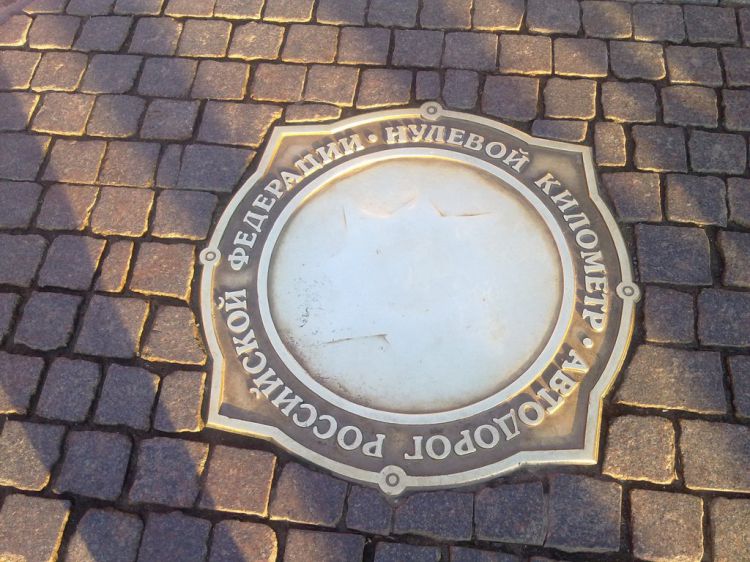 НУЛЕВОЙ КИЛОМЕТР • АВТОДОРОГ РОССИЙСКОЙ ФЕДЕРАЦИИ •